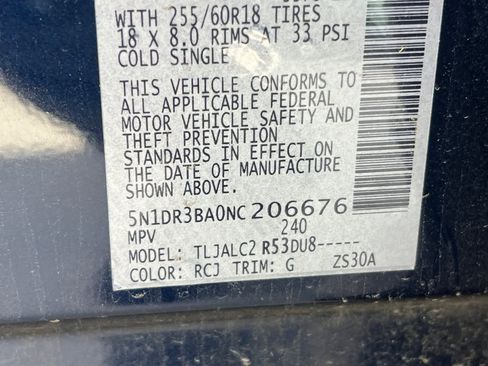 WITH 255/60R18 TIRES
18 X 8.0 RIMS AT 33 PSI
COLD SINGLE
THIS VEHICLE CONFORMS TO
ALL APPLICABLE FEDERAL
MOTOR VEHICLE SAFETY AND
THEFT PREVENTION
STANDARDS IN EFFECT ON
THE DATE OF MANUFACTURE
SHOWN ABOVE.
5N1DR3BA0NC206676
MPV 240
MODEL: TLJALC2 R53DU8-----
COLOR: RCJ TRIM: G ZS30A